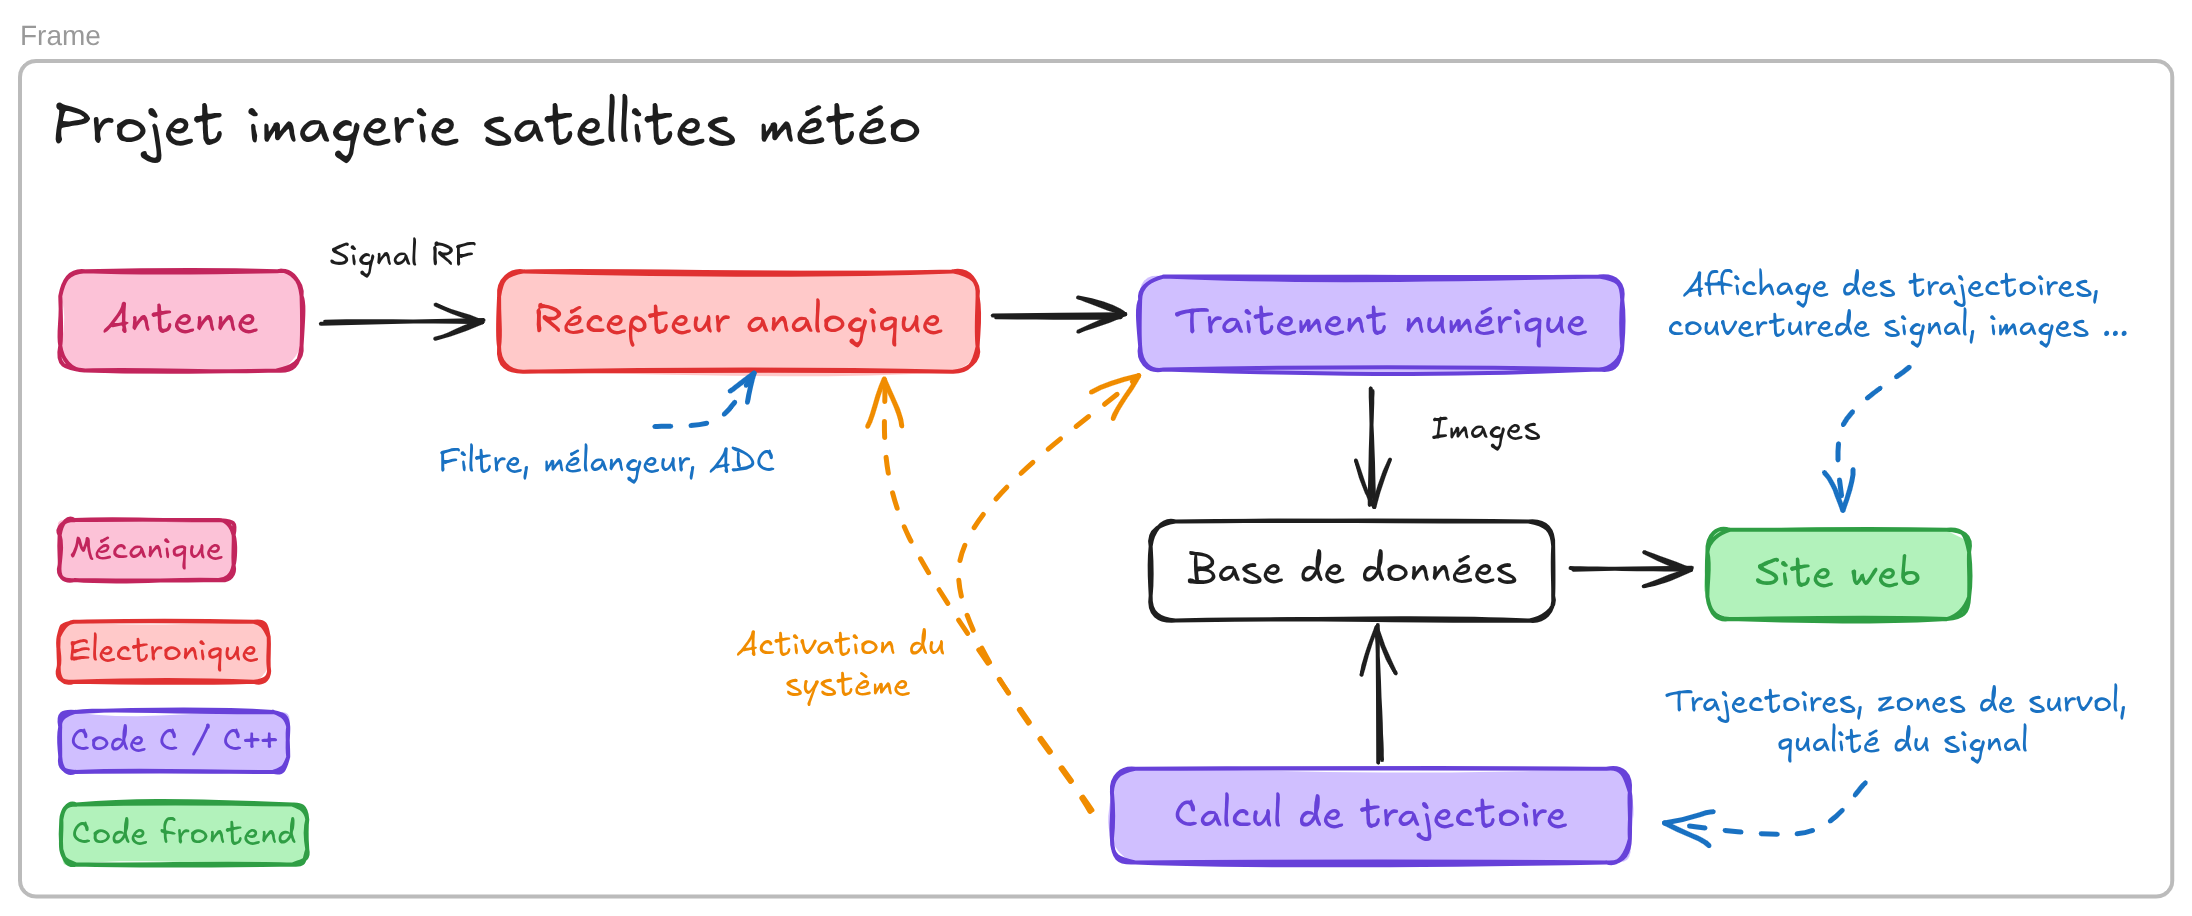 Frame
Projet imagerie satellites météo
Signal RF
Antenne
Récepteur analogique
Traitement numérique
Affichage des trajectoires,
couverturede signal, images ...
Filtre, mélangeur, ADC
Images
Mécanique
Base de données
Site web
Electronique
Activation du
système
Trajectoires, zones de survol,
qualité du signal
Code C / C++
Calcul de trajectoire
Code frontend